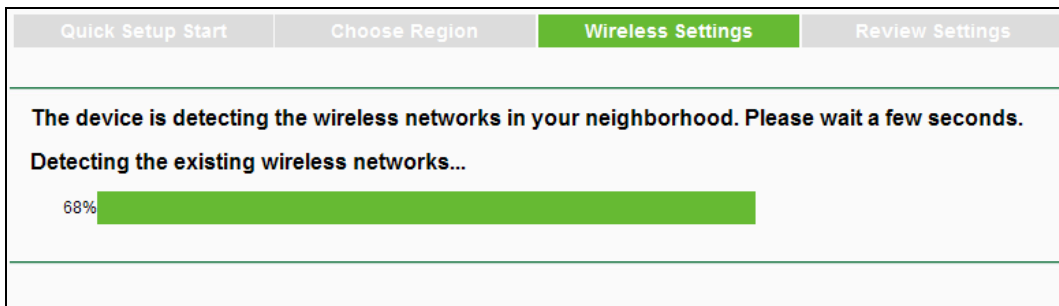 Quick Setup Start Choose Region Wireless Settings Review Settings
The device is detecting the wireless networks in your neighborhood. Please wait a few seconds.
Detecting the existing wireless networks...
68%